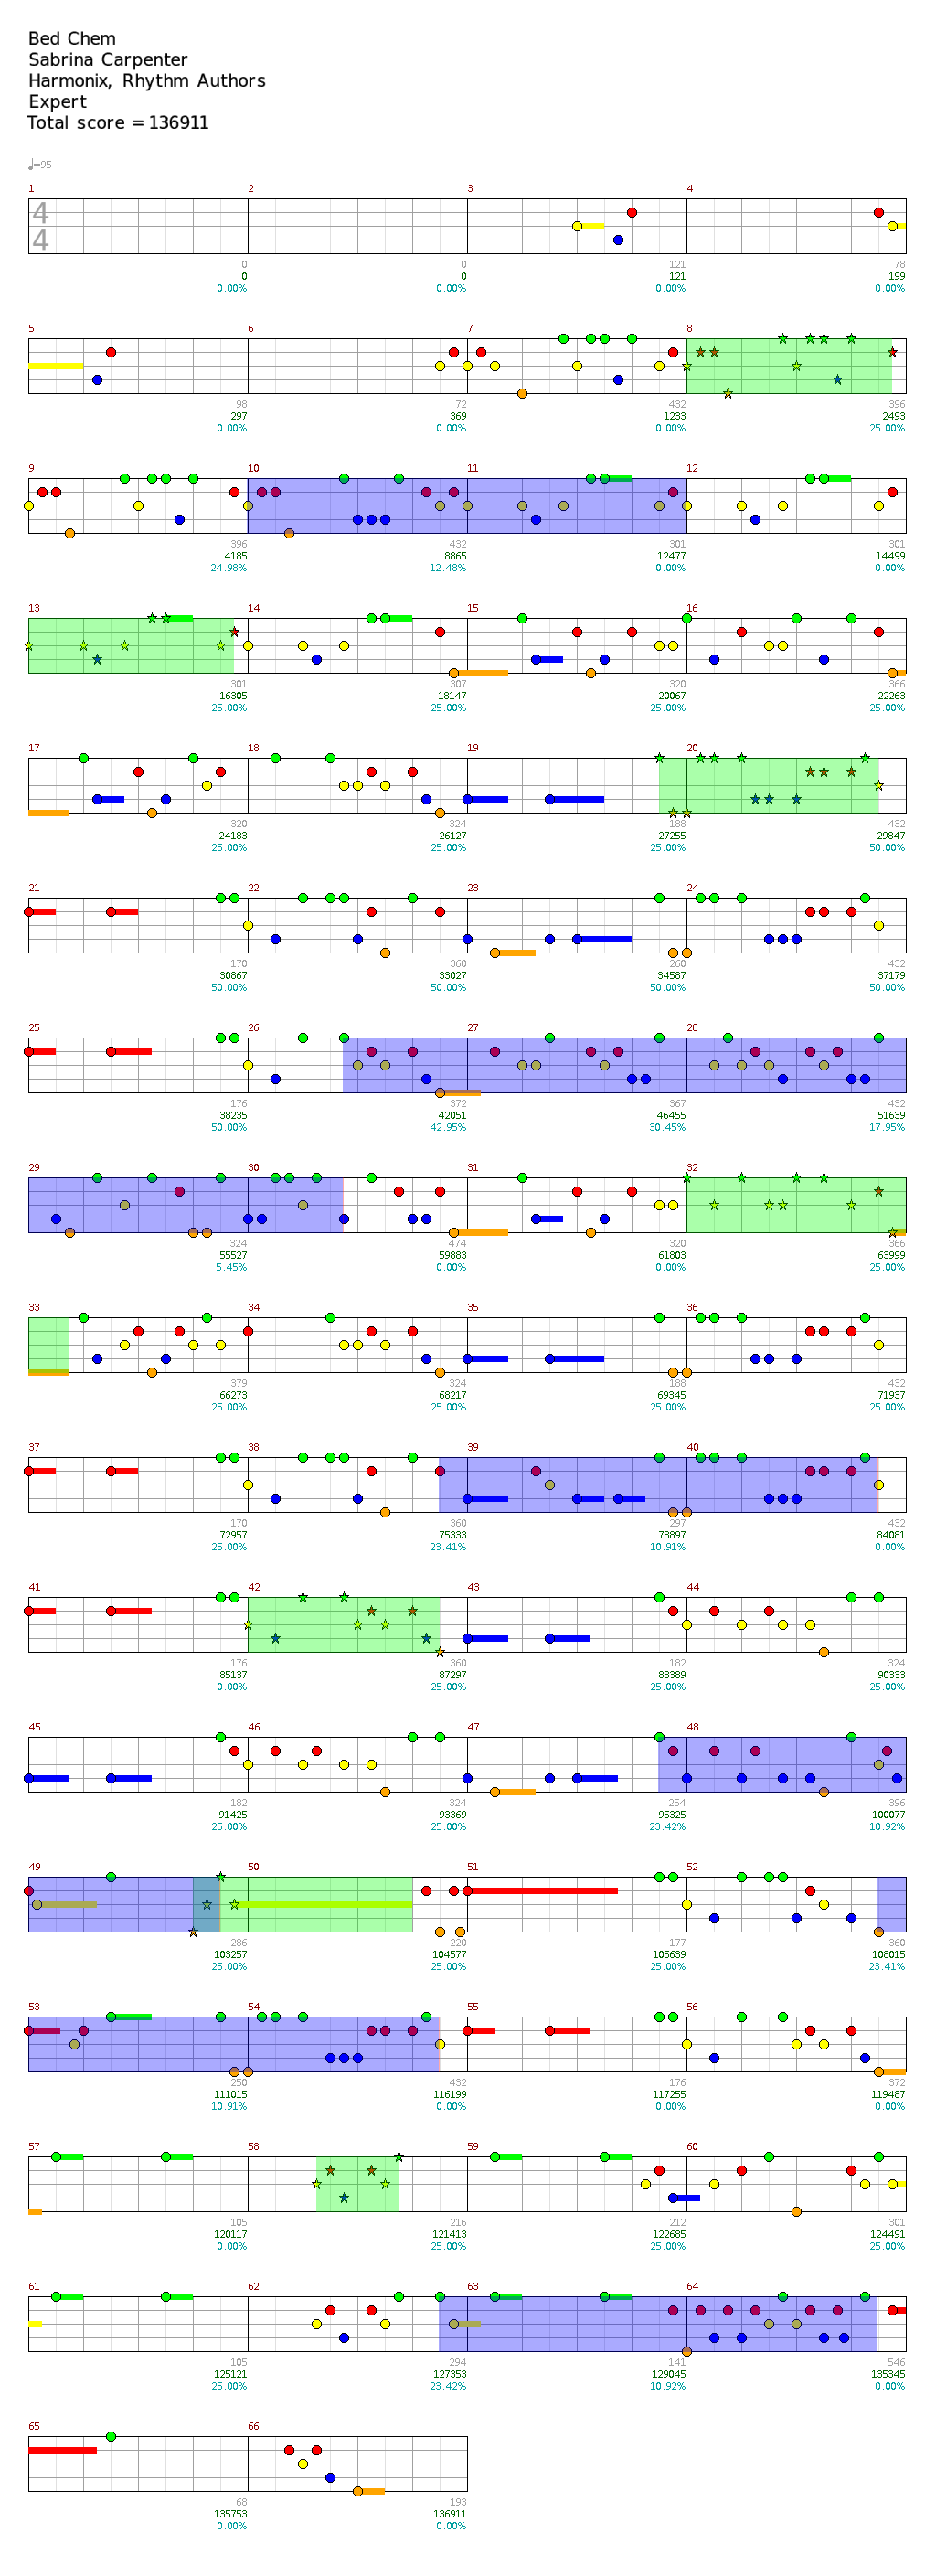 Bed Chem
Sabrina Carpenter
Harmonix, Rhythm Authors
Expert
Total score = 136911
♩=95
1 2 3 4
4
4
0 0 121 78
0 0 121 199
0.00% 0.00% 0.00% 0.00%
5 6 7 8
98 72 432 396
297 369 1233 2493
0.00% 0.00% 0.00% 25.00%
9 10 11 12
396 432 301 301
4185 8865 12477 14499
24.98% 12.48% 0.00% 0.00%
13 14 15 16
301 307 320 366
16305 18147 20067 22263
25.00% 25.00% 25.00% 25.00%
17 18 19 20
320 324 188 432
24183 26127 27255 29847
25.00% 25.00% 25.00% 50.00%
21 22 23 24
170 360 260 432
30867 33027 34587 37179
50.00% 50.00% 50.00% 50.00%
25 26 27 28
176 372 367 432
38235 42051 46455 51639
50.00% 42.95% 30.45% 17.95%
29 30 31 32
324 474 320 366
55527 59883 61803 63999
5.45% 0.00% 0.00% 25.00%
33 34 35 36
379 324 188 432
66273 68217 69345 71937
25.00% 25.00% 25.00% 25.00%
37 38 39 40
170 360 297 432
72957 75333 78897 84081
25.00% 23.41% 10.91% 0.00%
41 42 43 44
176 360 182 324
85137 87297 88389 90333
0.00% 25.00% 25.00% 25.00%
45 46 47 48
182 324 254 396
91425 93369 95325 100077
25.00% 25.00% 23.42% 10.92%
49 50 51 52
286 220 177 360
103257 104577 105639 108015
25.00% 25.00% 25.00% 23.41%
53 54 55 56
250 432 176 372
111015 116199 117255 119487
10.91% 0.00% 0.00% 0.00%
57 58 59 60
105 216 212 301
120117 121413 122685 124491
0.00% 25.00% 25.00% 25.00%
61 62 63 64
105 294 141 546
125121 127353 129045 135345
25.00% 23.42% 10.92% 0.00%
65 66
68 193
135753 136911
0.00% 0.00%